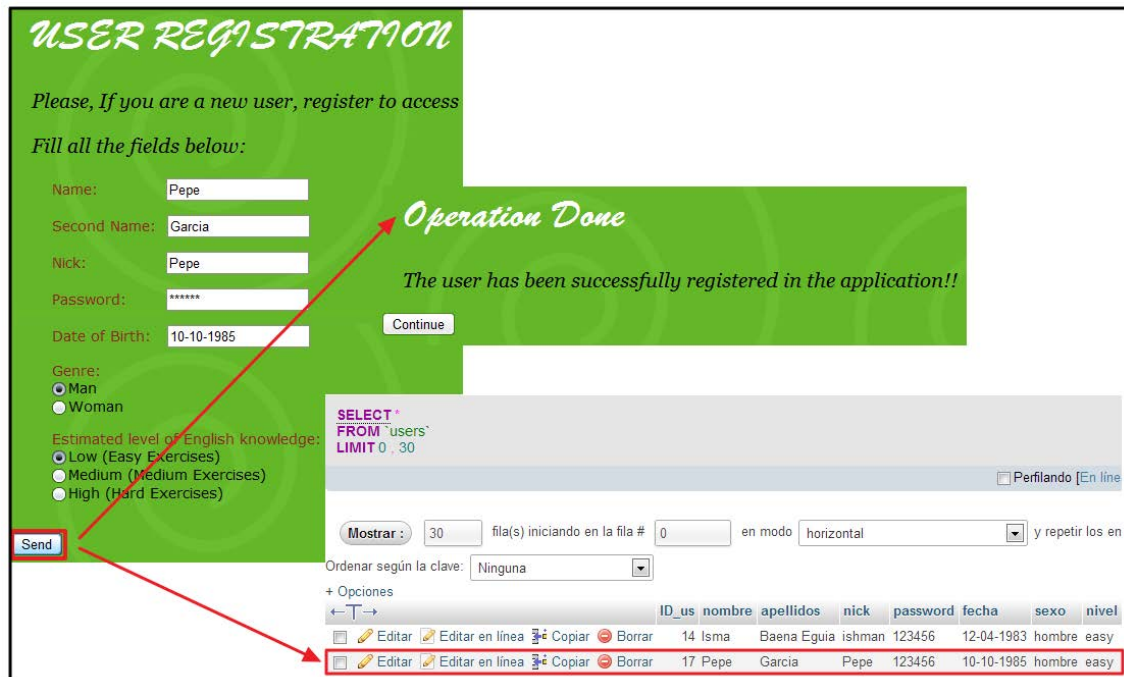 USER REGISTRATION
Please, If you are a new user, register to access
Fill all the fields below:
Name: Pepe
Second Name: Garcia
Nick: Pepe
Password: ******
Date of Birth: 10-10-1985
Genre:
Man
Woman
Estimated level of English knowledge:
Low (Easy Exercises)
Medium (Medium Exercises)
High (Hard Exercises)
Send
Operation Done
The user has been successfully registered in the application!!
Continue
SELECT *
FROM `users`
LIMIT 0 , 30
Perfilando [En líne
Mostrar : 30 fila(s) iniciando en la fila # 0 en modo horizontal y repetir los en
Ordenar según la clave: Ninguna
+ Opciones
←T→ ID_us nombre apellidos nick password fecha sexo nivel
Editar Editar en línea Copiar Borrar 14 Isma Baena Eguia ishman 123456 12-04-1983 hombre easy
Editar Editar en línea Copiar Borrar 17 Pepe Garcia Pepe 123456 10-10-1985 hombre easy